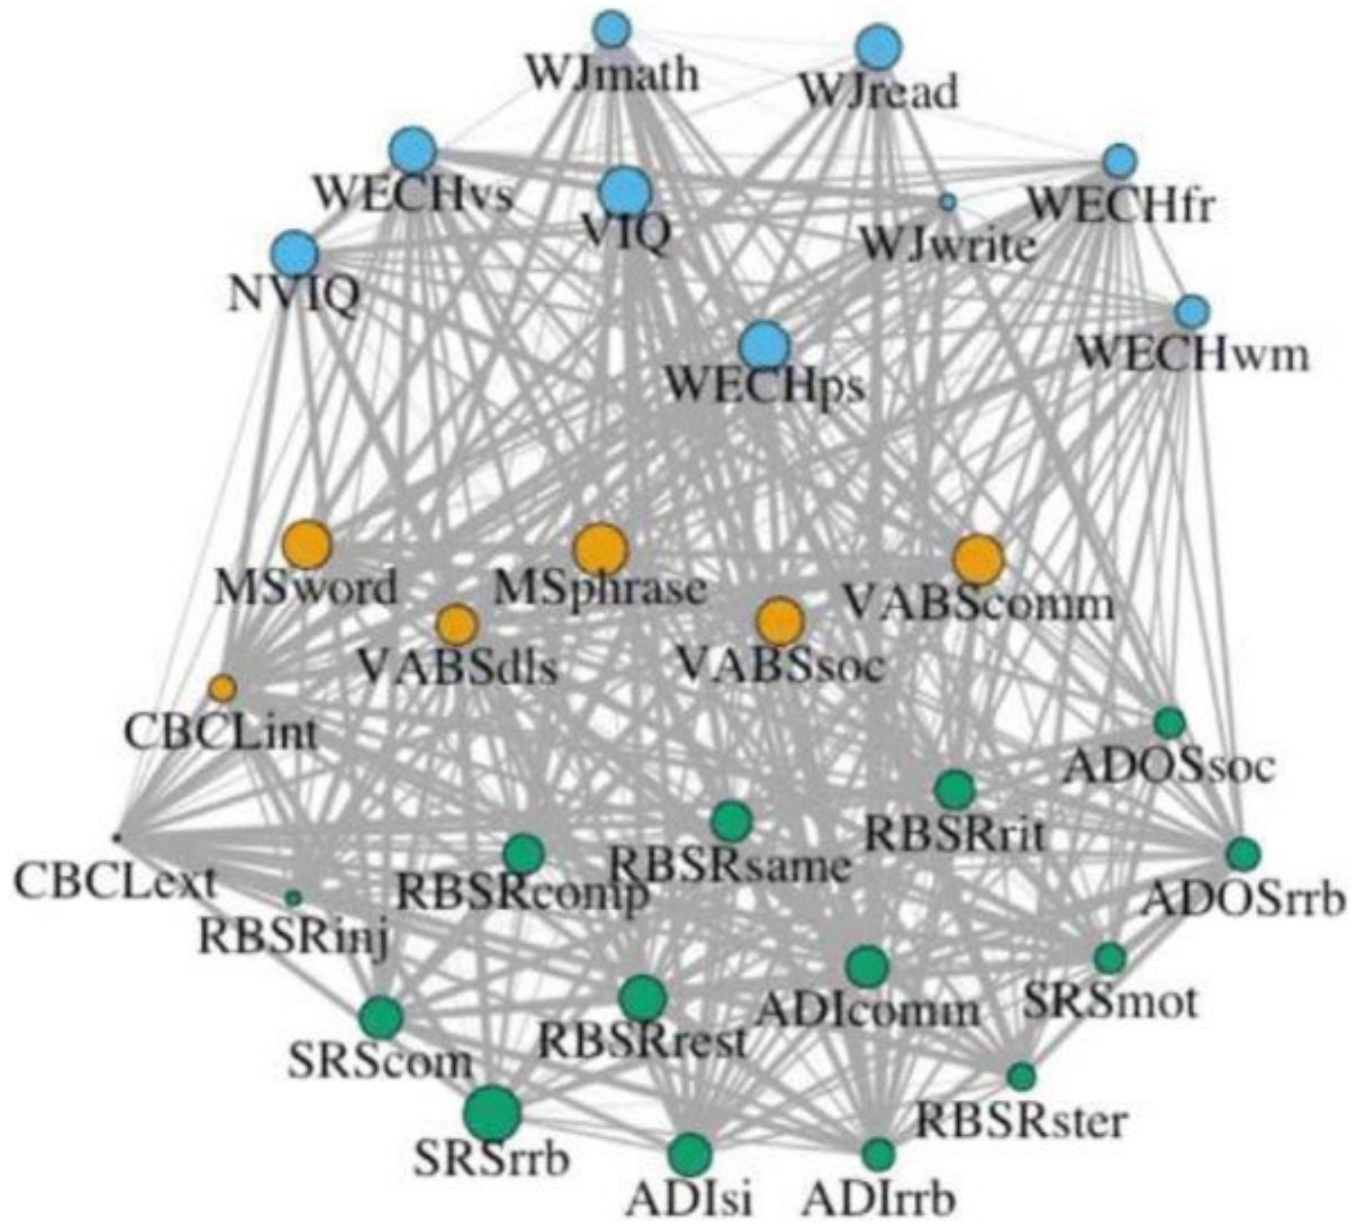 WJmath
WJread
WECHvs
VIQ
WECHfr
WJwrite
NVIQ
WECHwm
WECHps
MSword
MSphrase
VABScomm
VABSdls
VABSsoc
CBCLint
ADOSsoc
RBSRrit
RBSRsame
CBCLext
RBSRcomp
ADOSrrb
RBSRinj
ADIcomm
SRSmot
RBSRrest
SRScom
RBSRster
SRSrrb
ADIsi
ADIrrb